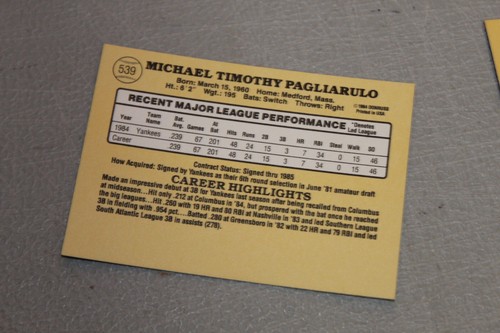 539
MICHAEL TIMOTHY PAGLIARULO
Born: March 15, 1960 Home: Medford, Mass.
Ht.: 6' 2" Wgt.: 195 Bats: Switch Throws: Right
© 1984 DONRUSS
Printed in USA
RECENT MAJOR LEAGUE PERFORMANCE *Denotes Led League
Year Team Name Bat. Avg. Games At Bat Hits Runs 2B 3B HR RBI Steal Walk SO
1984 Yankees .239 67 201 48 24 15 3 7 34 0 15 46
Career .239 67 201 48 24 15 3 7 34 0 15 46
Contract Status: Signed thru 1985
How Acquired: Signed by Yankees as their 6th round selection in June '81 amateur draft
CAREER HIGHLIGHTS
Made an impressive debut at 3B for Yankees last season after being recalled from Columbus
at midseason...Hit only .212 at Columbus in '84, but prospered with the bat once he reached
the big leagues...Hit .260 with 19 HR and 80 RBI at Nashville in '83 and led Southern League
3B in fielding with .954 pct...Batted .280 at Greensboro in '82 with 22 HR and 79 RBI and led
South Atlantic League 3B in assists (278).